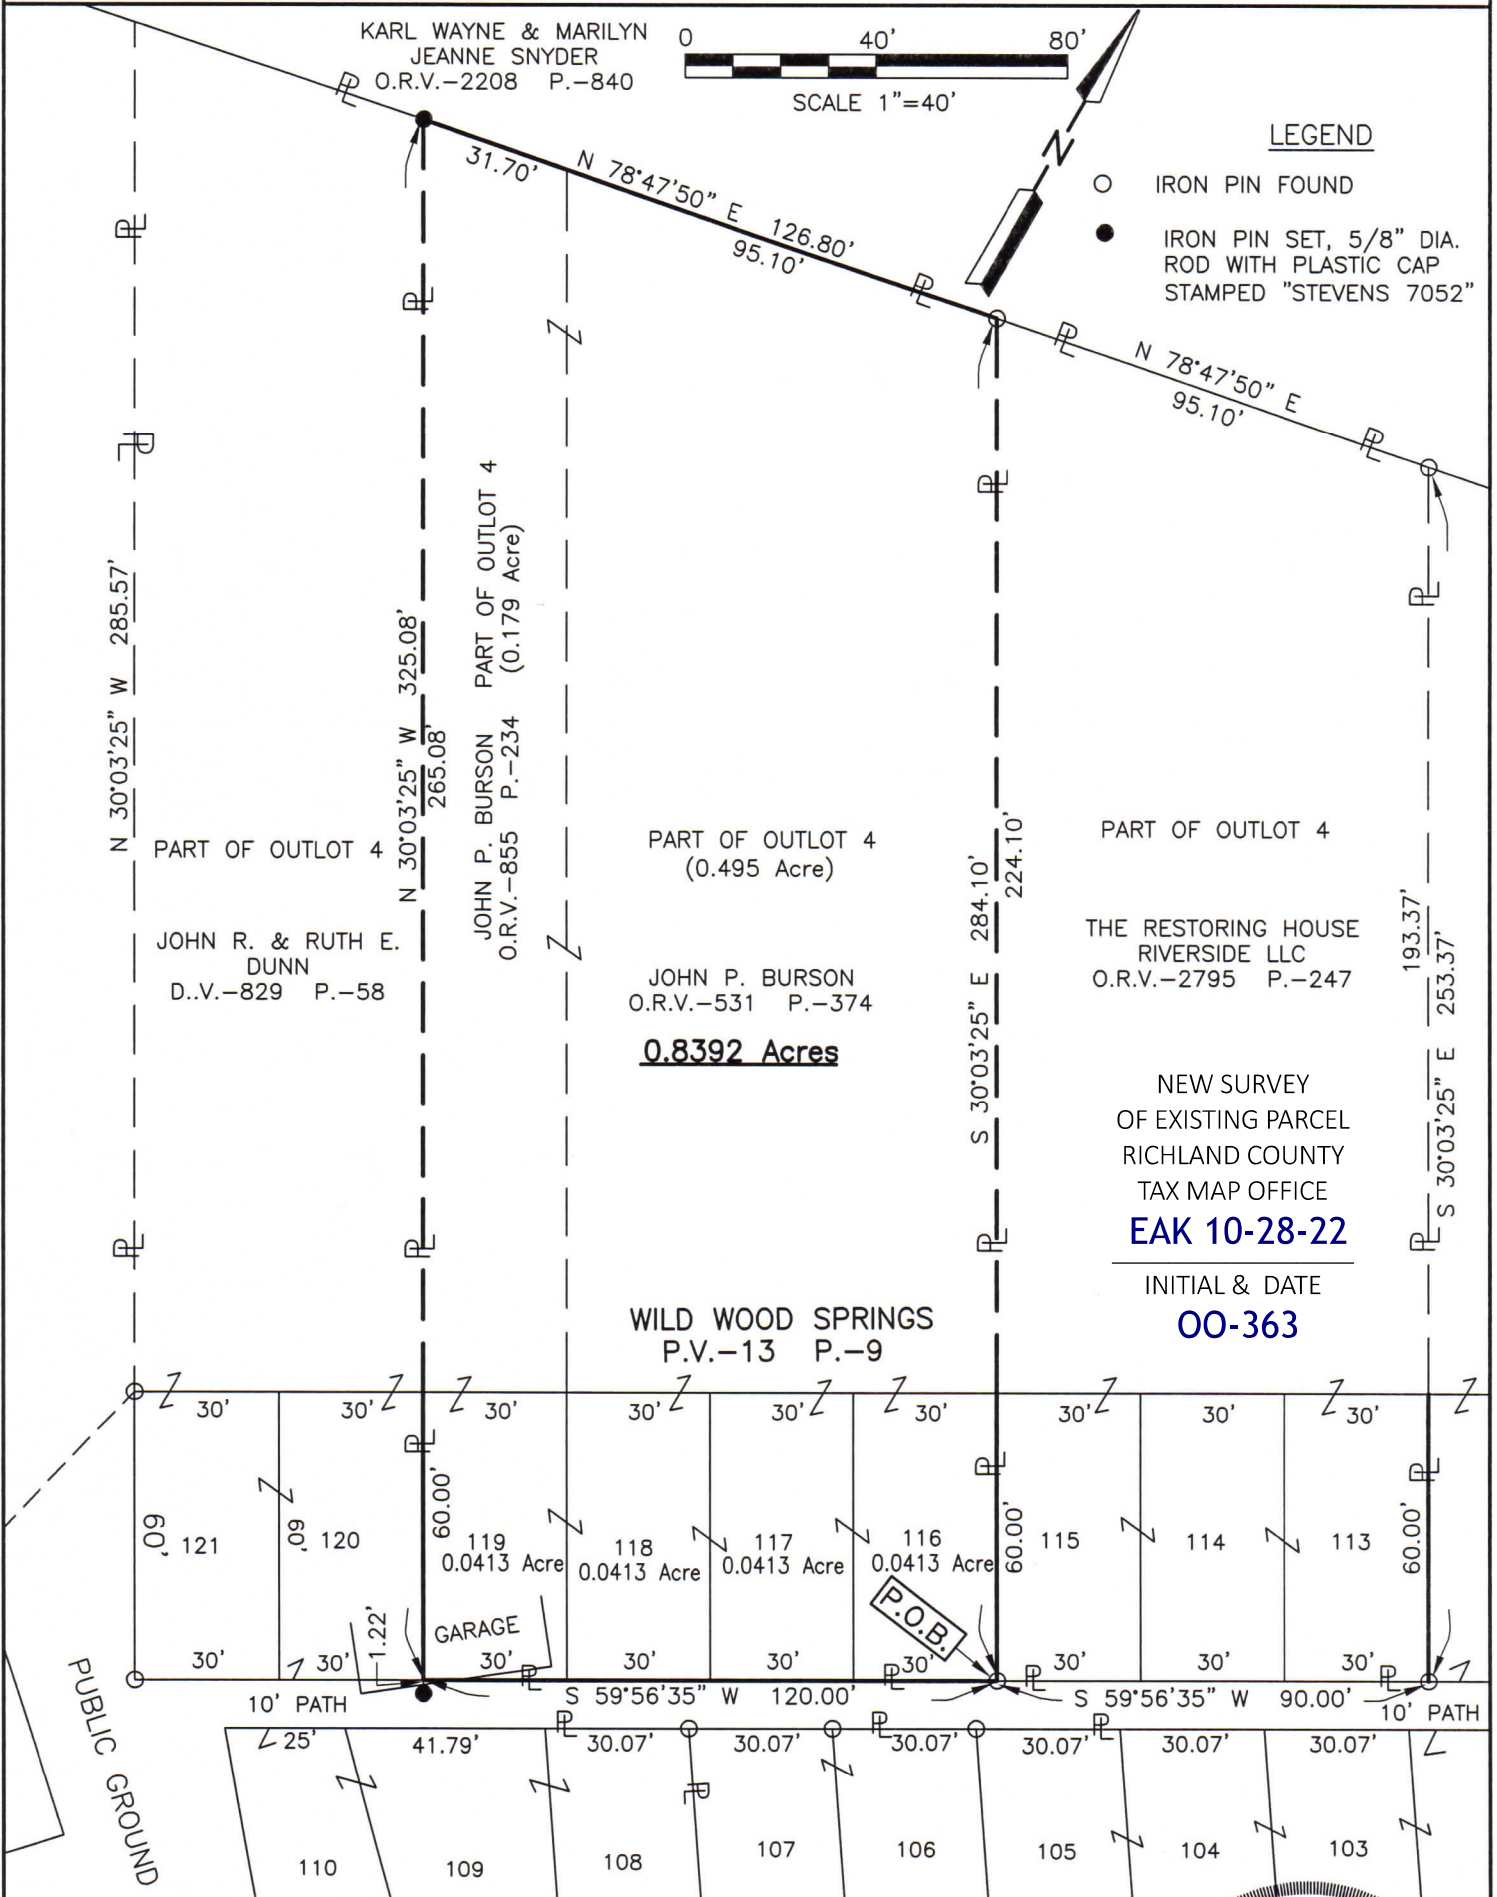 KARL WAYNE & MARILYN
JEANNE SNYDER
O.R.V.-2208 P.-840
0 40' 80'
SCALE 1"=40'
N
LEGEND
IRON PIN FOUND
IRON PIN SET, 5/8" DIA.
ROD WITH PLASTIC CAP
STAMPED "STEVENS 7052"
31.70'
N 78°47'50" E 126.80'
95.10'
N 78°47'50" E
95.10'
N 30°03'25" W 285.57'
N 30°03'25" W 325.08'
265.08'
JOHN P. BURSON PART OF OUTLOT 4
O.R.V.-855 P.-234 (0.179 Acre)
PART OF OUTLOT 4
JOHN R. & RUTH E.
DUNN
D..V.-829 P.-58
PART OF OUTLOT 4
(0.495 Acre)
JOHN P. BURSON
O.R.V.-531 P.-374
0.8392 Acres
S 30°03'25" E 284.10'
224.10'
PART OF OUTLOT 4
THE RESTORING HOUSE
RIVERSIDE LLC
O.R.V.-2795 P.-247
193.37'
S 30°03'25" E 253.37'
NEW SURVEY
OF EXISTING PARCEL
RICHLAND COUNTY
TAX MAP OFFICE
EAK 10-28-22
INITIAL & DATE
OO-363
WILD WOOD SPRINGS
P.V.-13 P.-9
30' 30' 30' 30' 30' 30' 30' 30' 30'
60' 121 60' 120 60.00' 119 118 117 116 60.00' 115 114 113 60.00'
0.0413 Acre 0.0413 Acre 0.0413 Acre 0.0413 Acre
P.O.B.
1.22'
GARAGE
30' 30' 30' 30' 30' 30' 30' 30' 30'
10' PATH
S 59°56'35" W 120.00'
S 59°56'35" W 90.00'
10' PATH
25' 41.79' 30.07' 30.07' 30.07' 30.07' 30.07' 30.07'
PUBLIC GROUND
110 109 108 107 106 105 104 103